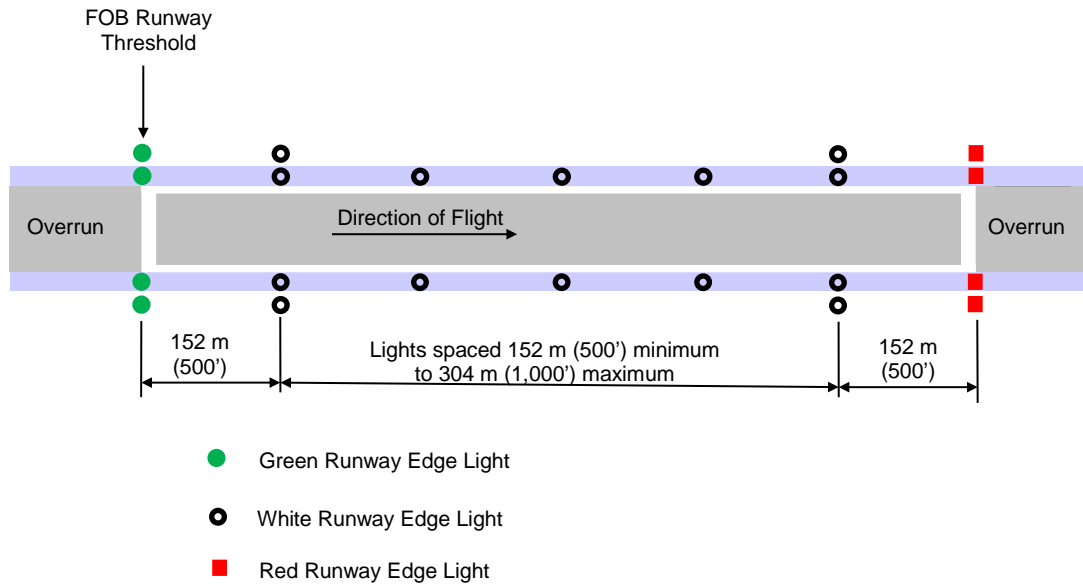 FOB Runway
Threshold
Overrun
Direction of Flight
Overrun
152 m
(500’)
Lights spaced 152 m (500’) minimum
to 304 m (1,000’) maximum
152 m
(500’)
Green Runway Edge Light
White Runway Edge Light
Red Runway Edge Light